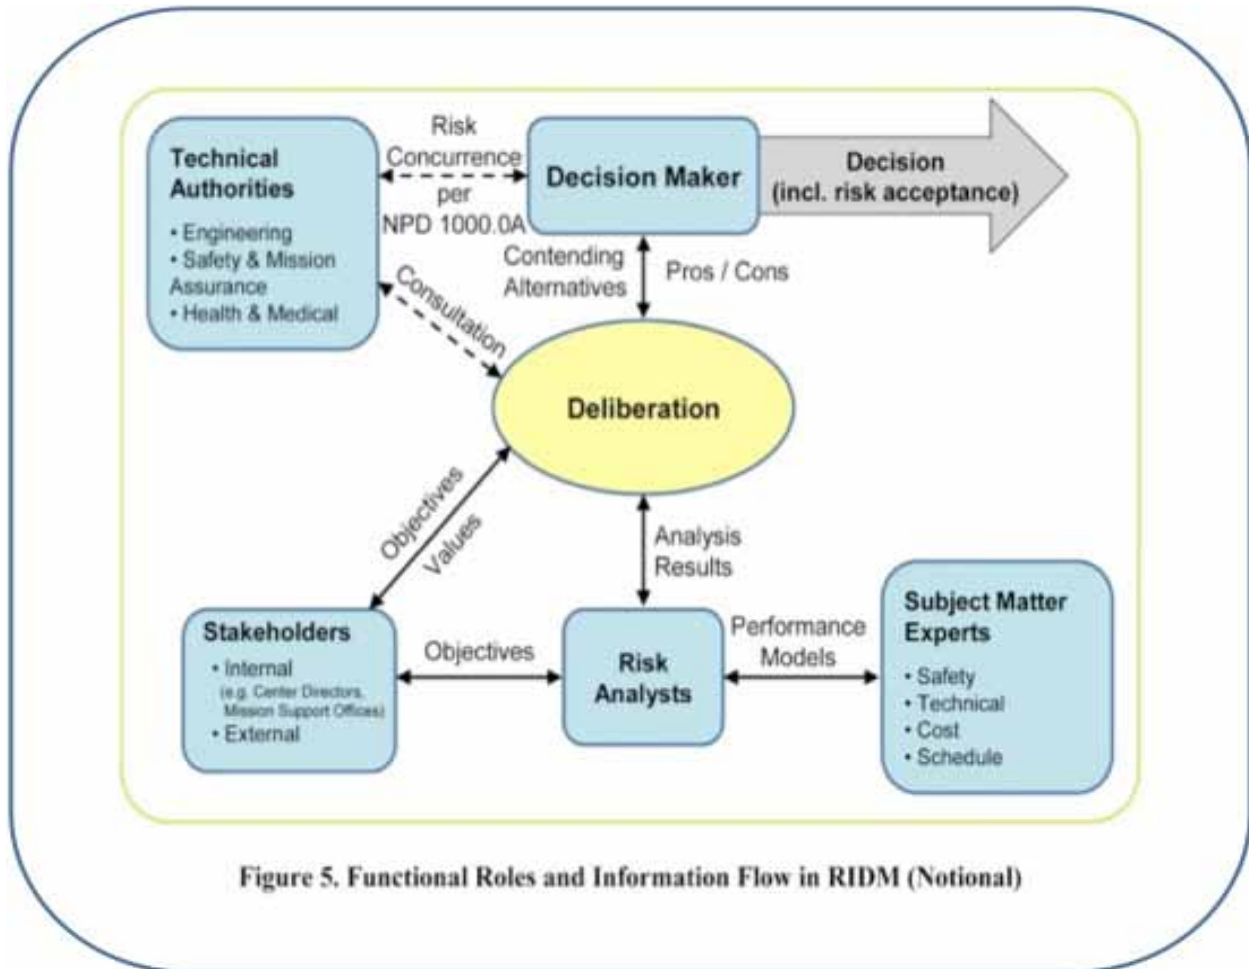 Technical
Authorities
• Engineering
• Safety & Mission
Assurance
• Health & Medical
Risk
Concurrence
per
NPD 1000.0A
Decision Maker
Decision
(incl. risk acceptance)
Contending
Alternatives
Pros / Cons
Consultation
Deliberation
Objectives
Values
Analysis
Results
Stakeholders
• Internal
(e.g. Center Directors,
Mission Support Offices)
• External
Objectives
Risk
Analysts
Performance
Models
Subject Matter
Experts
• Safety
• Technical
• Cost
• Schedule
Figure 5. Functional Roles and Information Flow in RIDM (Notional)